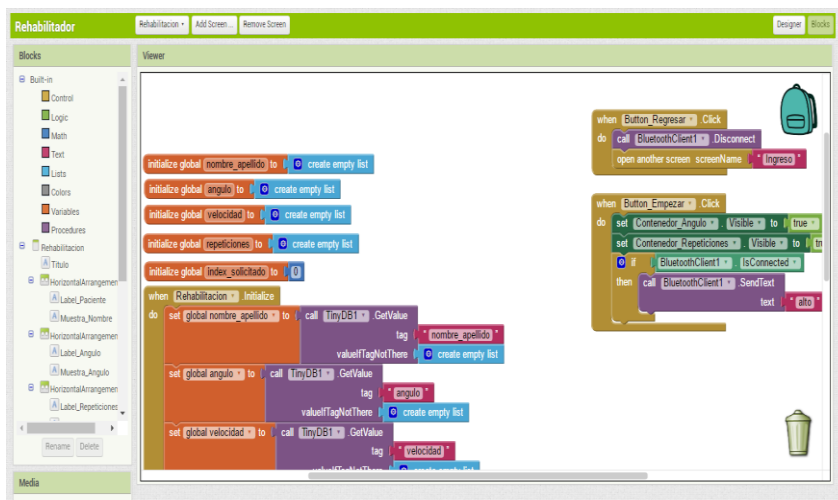 Rehabilitador
Rehabilitacion
Add Screen ...
Remove Screen
Designer
Blocks
Blocks
Built-in
Control
Logic
Math
Text
Lists
Colors
Variables
Procedures
Rehabilitacion
Titulo
HorizontalArrangemen
Label_Paciente
Muestra_Nombre
HorizontalArrangemen
Label_Angulo
Muestra_Angulo
HorizontalArrangemen
Label_Repeticiones
Rename Delete
Media
Viewer
initialize global nombre_apellido to create empty list
initialize global angulo to create empty list
initialize global velocidad to create empty list
initialize global repeticiones to create empty list
initialize global index_solicitado to 0
when Rehabilitacion .Initialize
do set global nombre_apellido to call TinyDB1 .GetValue
tag " nombre_apellido "
valueIfTagNotThere create empty list
set global angulo to call TinyDB1 .GetValue
tag " angulo "
valueIfTagNotThere create empty list
set global velocidad to call TinyDB1 .GetValue
tag " velocidad "
valueIfTagNotThere create empty list
when Button_Regresar .Click
do call BluetoothClient1 .Disconnect
open another screen screenName " Ingreso "
when Button_Empezar .Click
do set Contenedor_Angulo . Visible to true
set Contenedor_Repeticiones . Visible to
if BluetoothClient1 . IsConnected
then call BluetoothClient1 .SendText
text " alto "